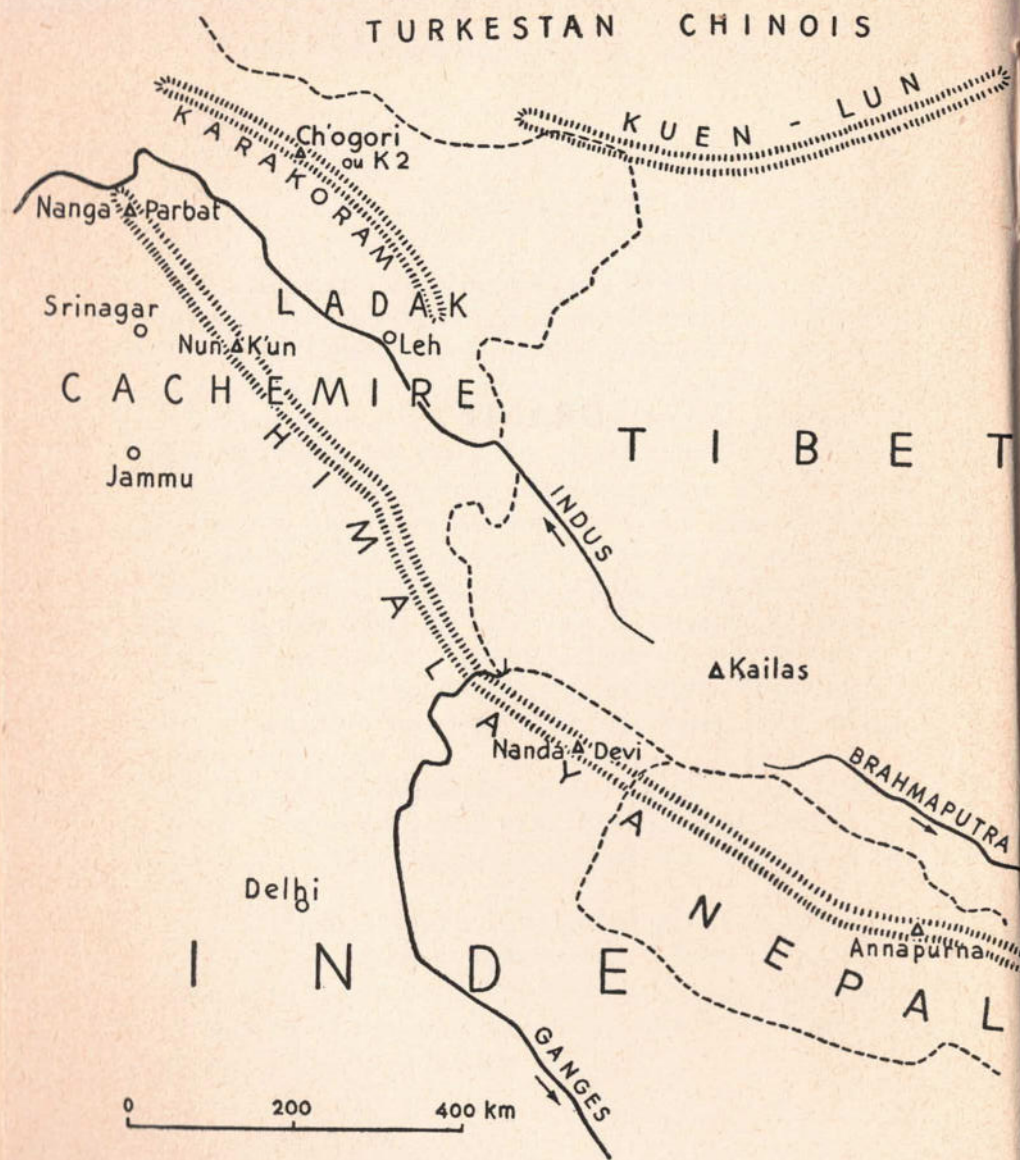 TURKESTAN CHINOIS
KUEN-LUN
KARAKORAM
Ch'ogori
ou K2
Nanga Parbat
LADAK
Srinagar
Nun K'un
Leh
CACHEMIRE
TIBET
Jammu
HIMALAYA
INDUS
Kailas
Nanda Devi
BRAHMAPUTRA
Delhi
NEPAL
Annapurna
INDE
GANGES
0 200 400 km